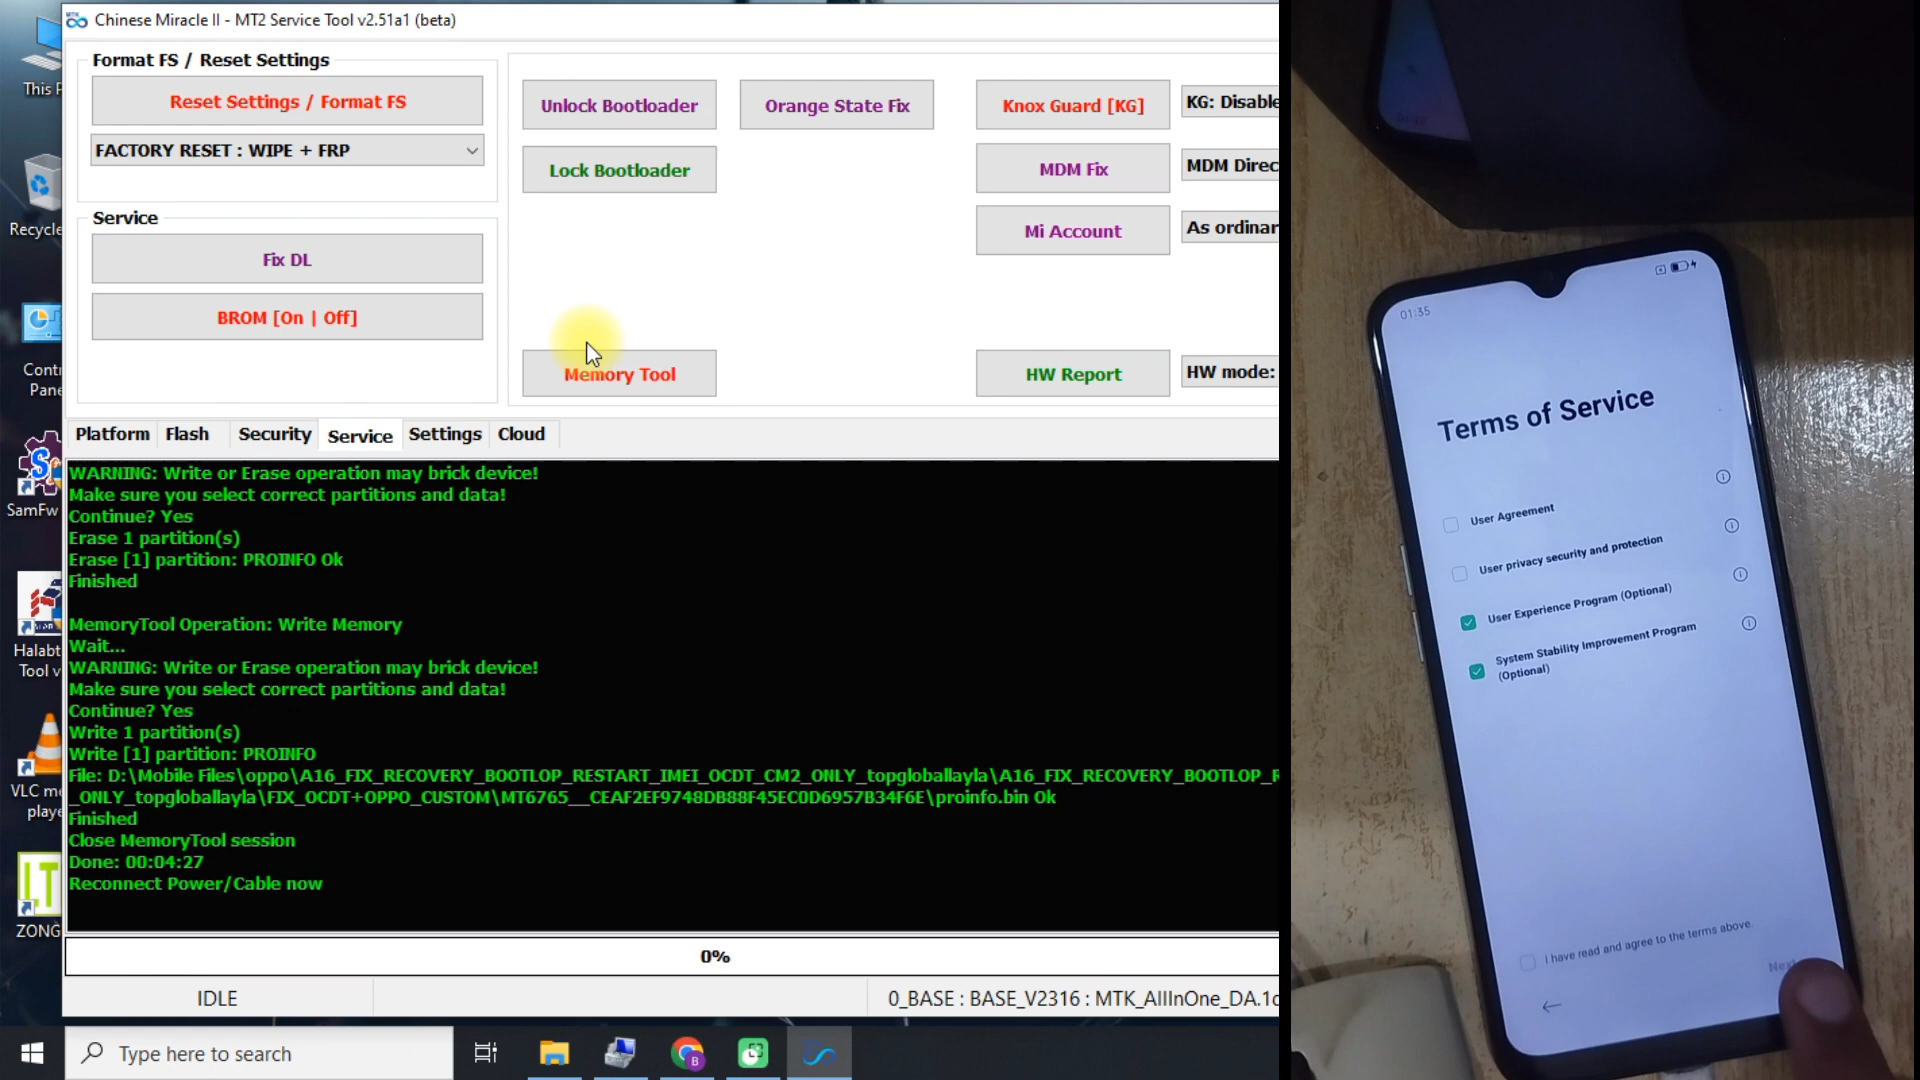 Chinese Miracle II - MT2 Service Tool v2.51a1 (beta)
This P
Recycle
Contr
Pane
SamFw
Halabt
Tool v
VLC me
playe
ZONG
Format FS / Reset Settings
Reset Settings / Format FS
FACTORY RESET : WIPE + FRP
Service
Fix DL
BROM [On | Off]
Unlock Bootloader
Orange State Fix
Lock Bootloader
Memory Tool
Knox Guard [KG]
KG: Disable
MDM Fix
MDM Direc
Mi Account
As ordinar
HW Report
HW mode:
Platform Flash Security Service Settings Cloud
WARNING: Write or Erase operation may brick device!
Make sure you select correct partitions and data!
Continue? Yes
Erase 1 partition(s)
Erase [1] partition: PROINFO Ok
Finished
MemoryTool Operation: Write Memory
Wait...
WARNING: Write or Erase operation may brick device!
Make sure you select correct partitions and data!
Continue? Yes
Write 1 partition(s)
Write [1] partition: PROINFO
File: D:\Mobile Files\oppo\A16_FIX_RECOVERY_BOOTLOP_RESTART_IMEI_OCDT_CM2_ONLY_topgloballayla\A16_FIX_RECOVERY_BOOTLOP_R
_ONLY_topgloballayla\FIX_OCDT+OPPO_CUSTOM\MT6765__CEAF2EF9748DB88F45EC0D6957B34F6E\proinfo.bin Ok
Finished
Close MemoryTool session
Done: 00:04:27
Reconnect Power/Cable now
0%
IDLE
0_BASE : BASE_V2316 : MTK_AllInOne_DA.1c
Type here to search
01:35
Terms of Service
User Agreement
User privacy security and protection
User Experience Program (Optional)
System Stability Improvement Program
(Optional)
I have read and agree to the terms above.
Next